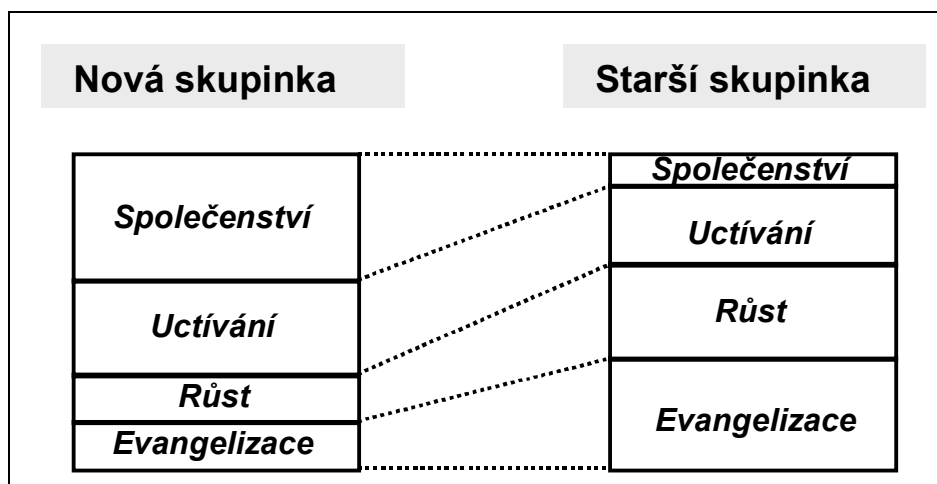 Nová skupinka
Starší skupinka
Společenství
Uctívání
Růst
Evangelizace
Společenství
Uctívání
Růst
Evangelizace